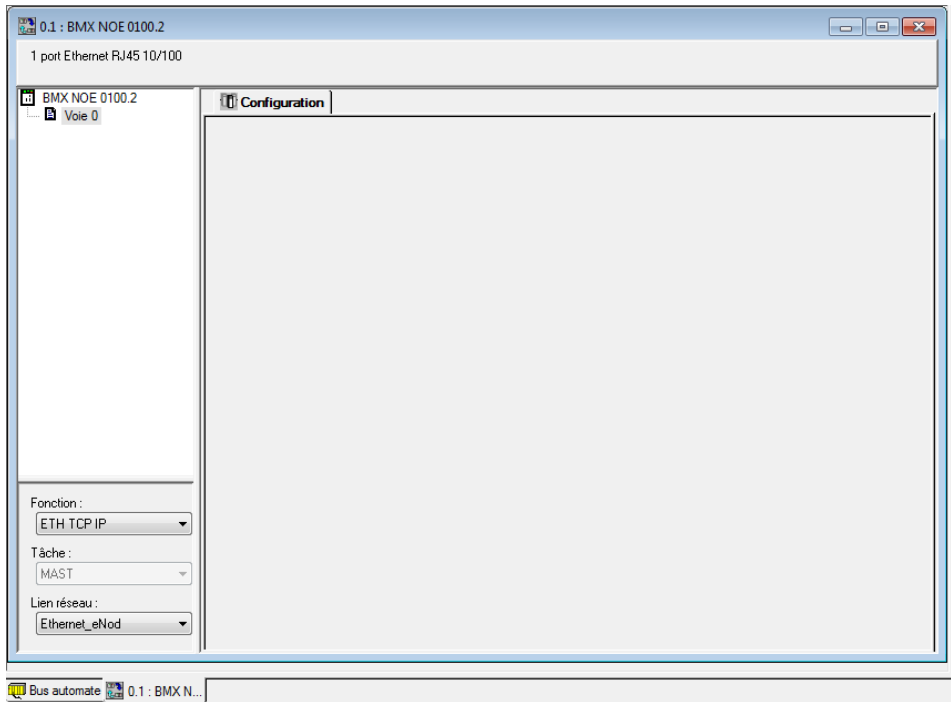 0.1 : BMX NOE 0100.2
1 port Ethernet RJ45 10/100
BMX NOE 0100.2
Voie 0
Configuration
Fonction :
ETH TCP IP
Tâche :
MAST
Lien réseau :
Ethernet_eNod
Bus automate
0.1 : BMX N...